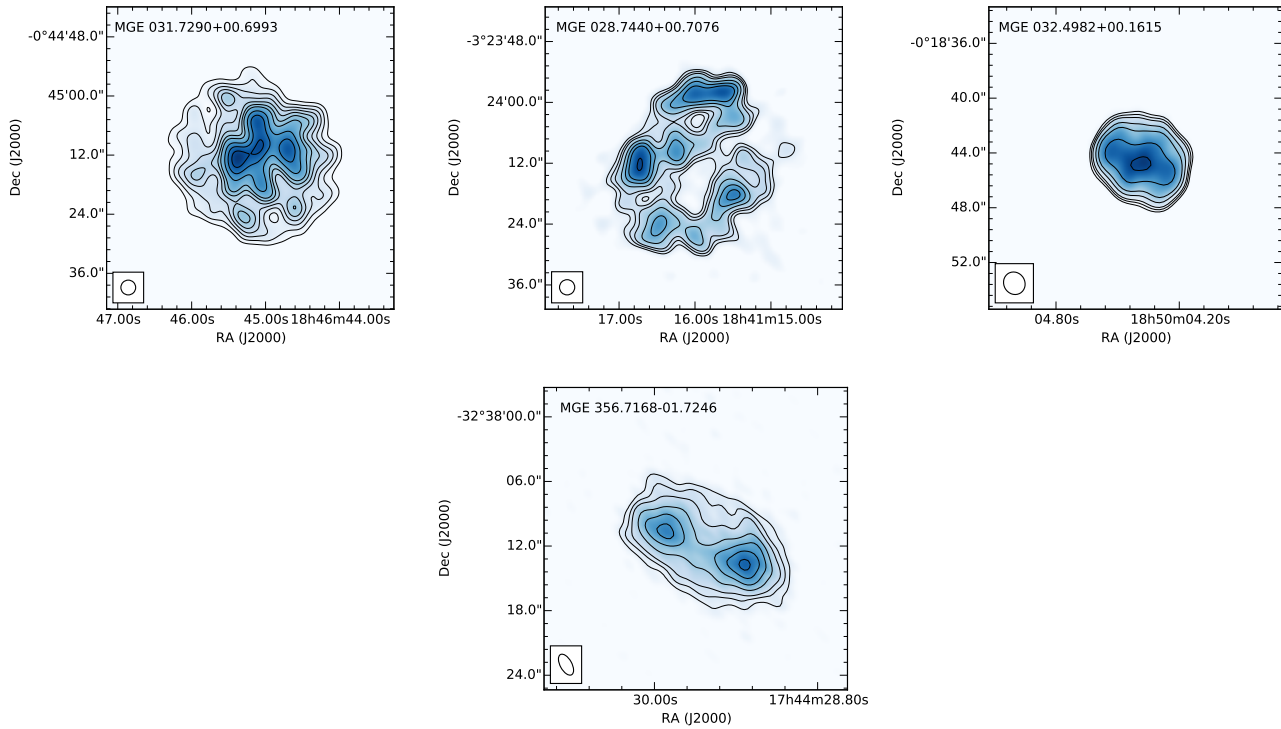 MGE 031.7290+00.6993
-0°44'48.0"
45'00.0"
12.0"
24.0"
36.0"
Dec (J2000)
47.00s 46.00s 45.00s 18h46m44.00s
RA (J2000)
MGE 028.7440+00.7076
-3°23'48.0"
24'00.0"
12.0"
24.0"
36.0"
Dec (J2000)
17.00s 16.00s 18h41m15.00s
RA (J2000)
MGE 032.4982+00.1615
-0°18'36.0"
40.0"
44.0"
48.0"
52.0"
Dec (J2000)
04.80s 18h50m04.20s
RA (J2000)
MGE 356.7168-01.7246
-32°38'00.0"
06.0"
12.0"
18.0"
24.0"
Dec (J2000)
30.00s 17h44m28.80s
RA (J2000)